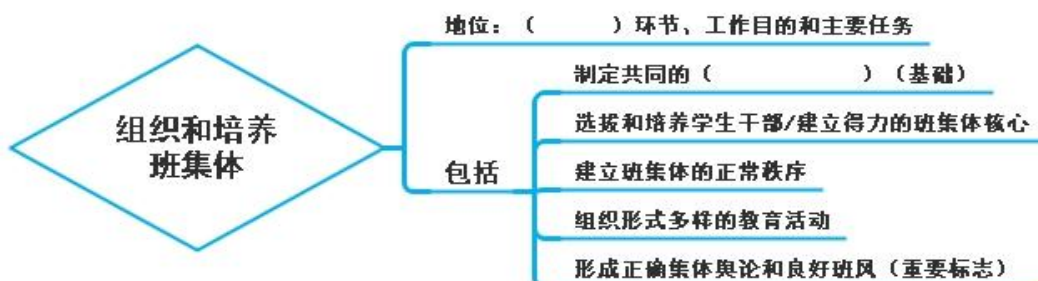 地位：（　　　）环节、工作目的和主要任务
制定共同的（　　　　　　）（基础）
组织和培养
班集体
选拔和培养学生干部/建立得力的班集体核心
包括
建立班集体的正常秩序
组织形式多样的教育活动
形成正确集体舆论和良好班风（重要标志）